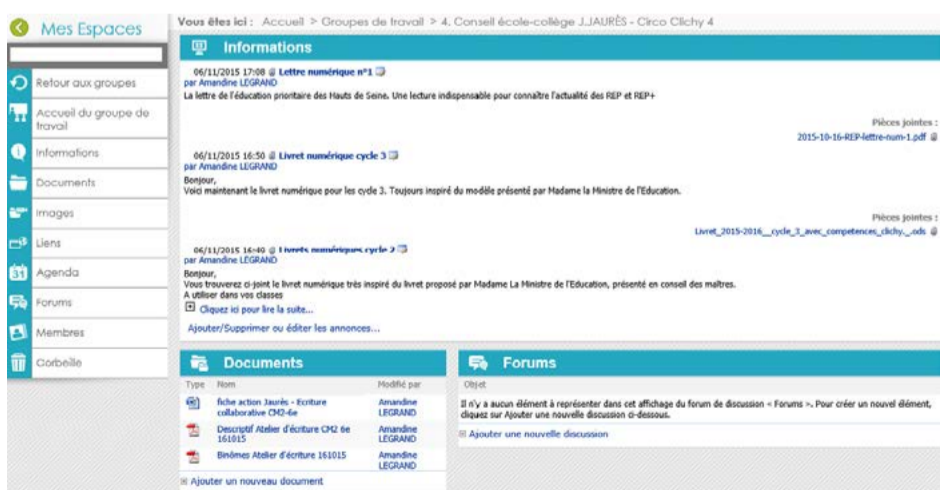 Mes Espaces
Vous êtes ici : Accueil > Groupes de travail > 4. Conseil école-collège J.JAURÈS - Circo Clichy 4
Retour aux groupes
Accueil du groupe de
travail
Informations
Documents
Images
Liens
31
Agenda
Forums
Membres
Corbeille
Informations
06/11/2015 17:08 Lettre numérique n°1
par Amandine LEGRAND
La lettre de l'éducation prioritaire des Hauts de Seine. Une lecture indispensable pour connaître l'actualité des REP et REP+
Pièces jointes :
2015-10-16-REP-lettre-num-1.pdf
06/11/2015 16:50 Livret numérique cycle 3
par Amandine LEGRAND
Bonjour,
Voici maintenant le livret numérique pour les cycle 3. Toujours inspiré du modèle présenté par Madame la Ministre de l'Education.
Pièces jointes :
Livret_2015-2016__cycle_3_avec_competences_clichy._.ods
06/11/2015 16:49 Livrets numériques cycle 2
par Amandine LEGRAND
Bonjour,
Vous trouverez ci-joint le livret numérique très inspiré du livret proposé par Madame La Ministre de l'Education, présenté en conseil des maîtres.
A utiliser dans vos classes
Cliquez ici pour lire la suite...
Ajouter/Supprimer ou éditer les annonces...
Documents
Type Nom Modifié par
fiche action Jaurès - Ecriture
collaborative CM2-6e
Amandine
LEGRAND
Descriptif Atelier d'écriture CM2 6e
161015
Amandine
LEGRAND
Binômes Atelier d'écriture 161015
Amandine
LEGRAND
Ajouter un nouveau document
Forums
Objet
Il n'y a aucun élément à représenter dans cet affichage du forum de discussion « Forums ». Pour créer un nouvel élément,
cliquez sur Ajouter une nouvelle discussion ci-dessous.
Ajouter une nouvelle discussion